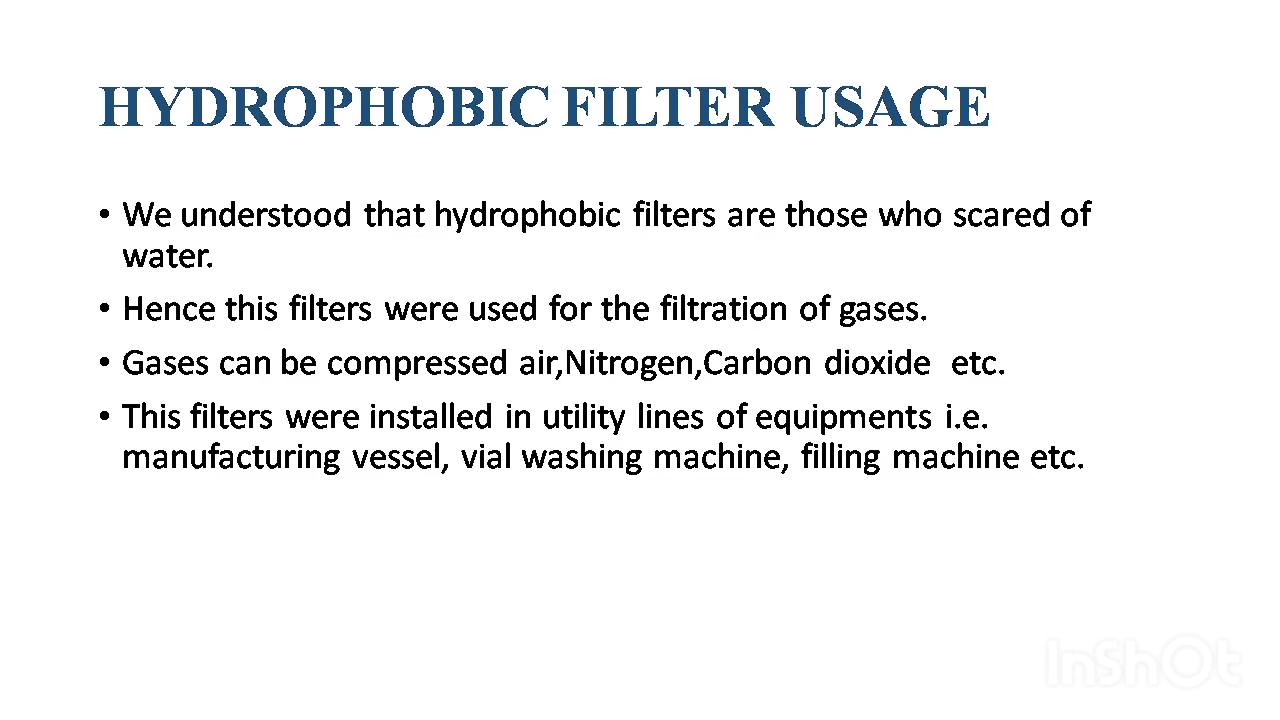 HYDROPHOBIC FILTER USAGE
• We understood that hydrophobic filters are those who scared of
water.
• Hence this filters were used for the filtration of gases.
• Gases can be compressed air,Nitrogen,Carbon dioxide  etc.
• This filters were installed in utility lines of equipments i.e.
manufacturing vessel, vial washing machine, filling machine etc.
InShOt